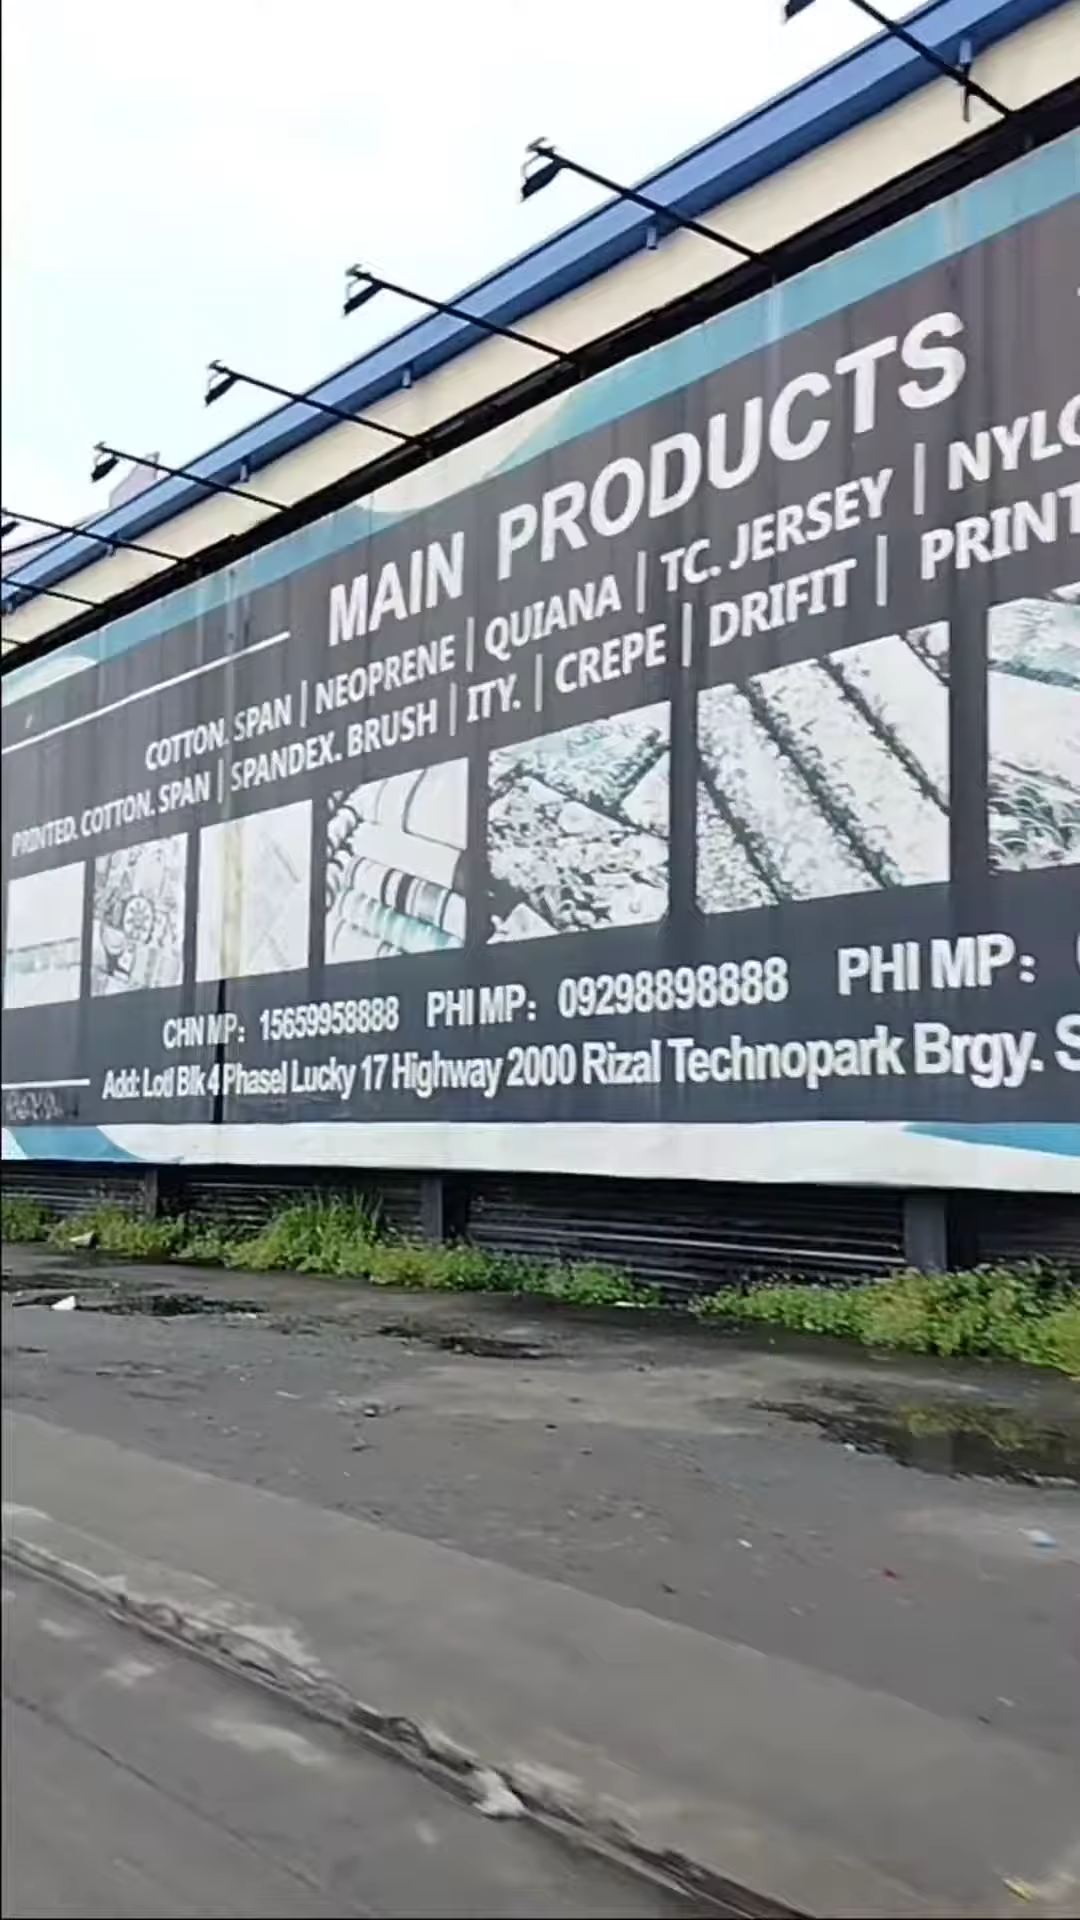 MAIN PRODUCTS
COTTON. SPAN | NEOPRENE | QUIANA | TC. JERSEY | NYLO
PRINTED. COTTON. SPAN | SPANDEX. BRUSH | ITY. | CREPE | DRIFIT | PRINT
CHN MP: 15659958888 PHI MP: 09298898888 PHI MP:
Add: Lot1 Blk 4 Phase1 Lucky 17 Highway 2000 Rizal Technopark Brgy. S